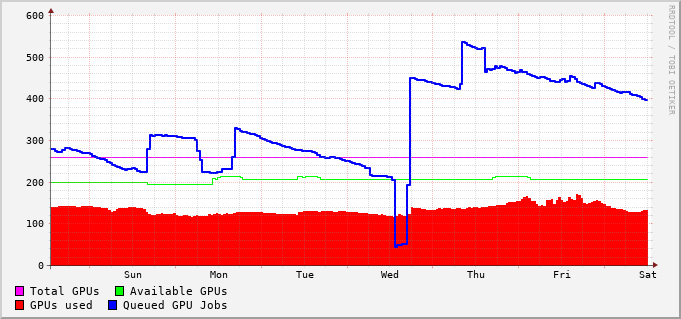 600
500
400
300
200
100
0
Sun Mon Tue Wed Thu Fri Sat
Total GPUs Available GPUs
GPUs used Queued GPU Jobs
RRDTOOL / TOBI OETIKER